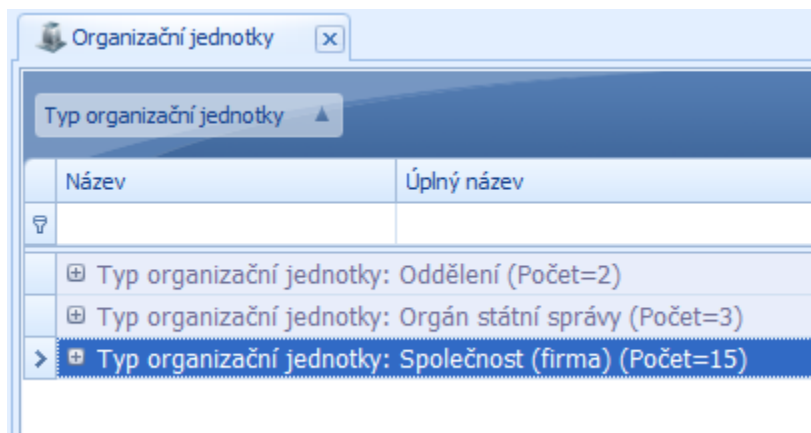 Organizační jednotky
Typ organizační jednotky
Název Úplný název
Typ organizační jednotky: Oddělení (Počet=2)
Typ organizační jednotky: Orgán státní správy (Počet=3)
Typ organizační jednotky: Společnost (firma) (Počet=15)